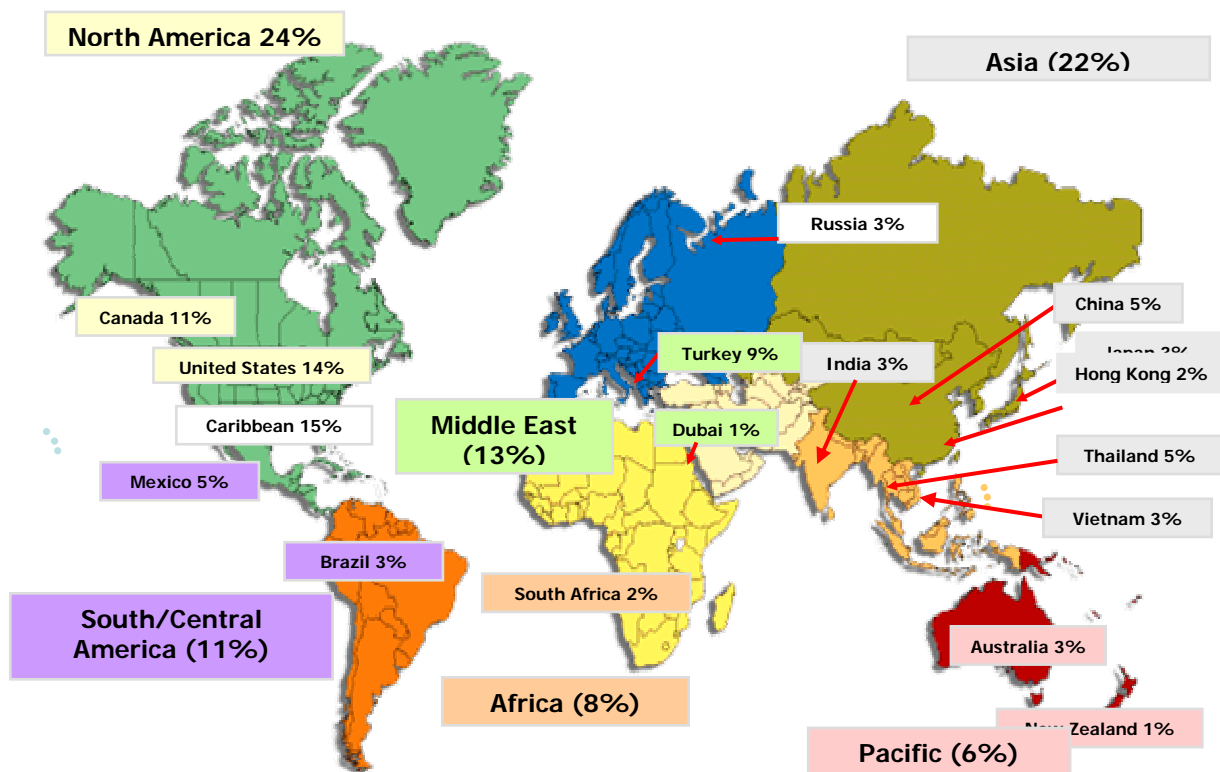 North America 24%
Asia (22%)
Russia 3%
China 5%
Canada 11%
Turkey 9%
India 3%
Japan
Hong Kong 2%
United States 14%
Caribbean 15%
Middle East
(13%)
Dubai 1%
Thailand 5%
Mexico 5%
Vietnam 3%
Brazil 3%
South Africa 2%
South/Central
America (11%)
Australia 3%
Africa (8%)
New Zealand 1%
Pacific (6%)